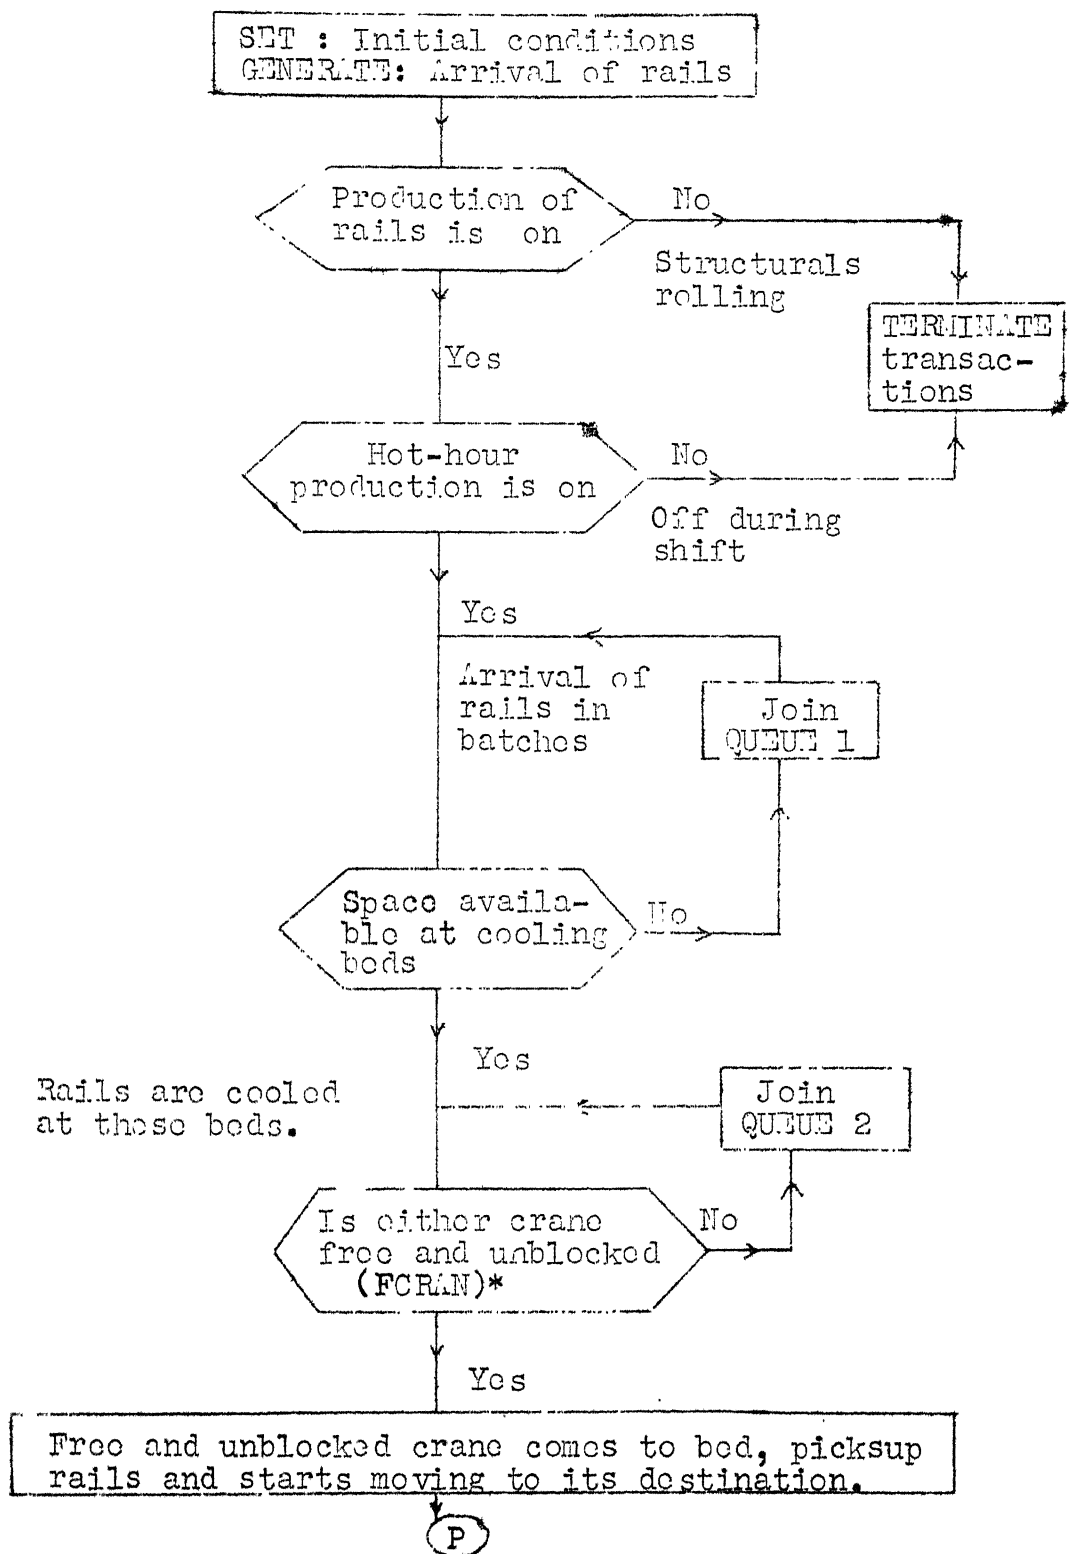 SET : Initial conditions
GENERATE: Arrival of rails
Production of
rails is on
No
Structurals
rolling
TERMINATE
transac-
tions
Yes
Hot-hour
production is on
No
Off during
shift
Yes
Arrival of
rails in
batches
Join
QUEUE 1
Space availa-
ble at cooling
beds
No
Yes
Rails are cooled
at these beds.
Join
QUEUE 2
Is either crane
free and unblocked
(FCRAN)*
No
Yes
Free and unblocked crane comes to bed, picksup
rails and starts moving to its destination.
P